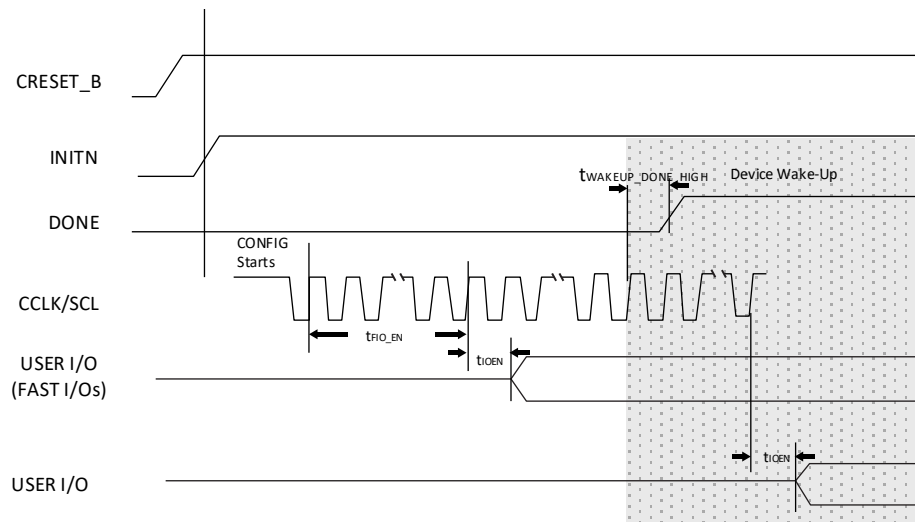 CRESET_B
INITN
tWAKEUP_DONE_HIGH
Device Wake-Up
DONE
CONFIG
Starts
CCLK/SCL
tFIO_EN
USER I/O
(FAST I/Os)
tIOEN
tIOEN
USER I/O